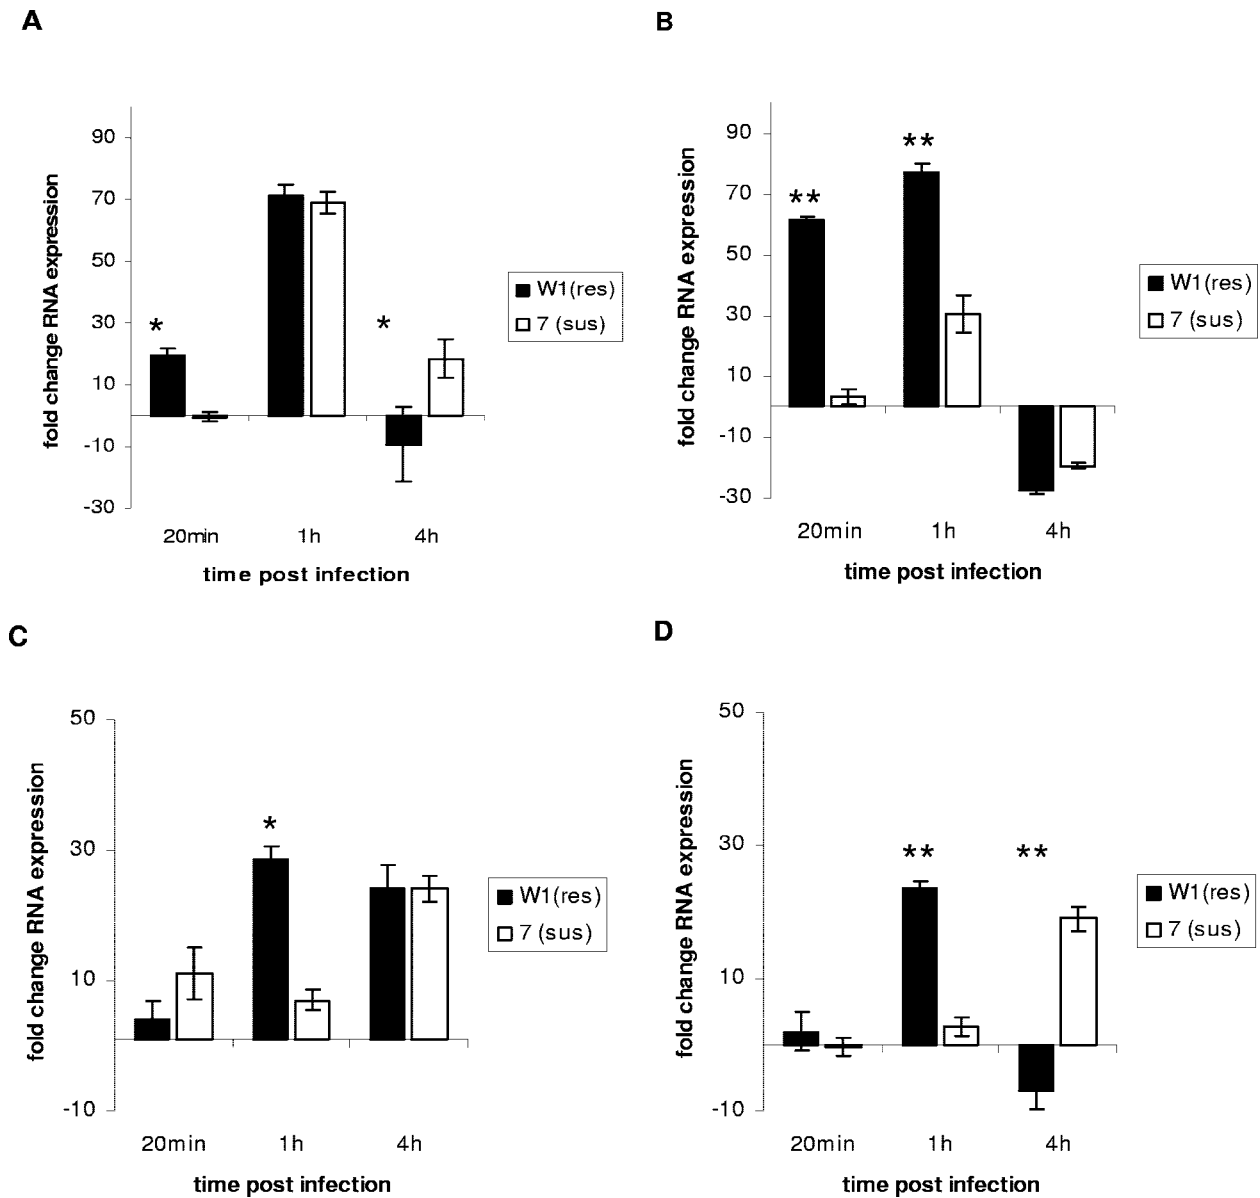 A
fold change RNA expression
90
70
50
30
10
-10
-30
*
*
20min 1h 4h
time post infection
W1(res)
7 (sus)
B
fold change RNA expression
90
70
50
30
10
-10
-30
**
**
20min 1h 4h
time post infection
W1(res)
7 (sus)
C
fold change RNA expression
50
30
10
-10
*
20min 1h 4h
time post infection
W1(res)
7 (sus)
D
fold change RNA expression
50
30
10
-10
**
**
20min 1h 4h
time post infection
W1(res)
7 (sus)